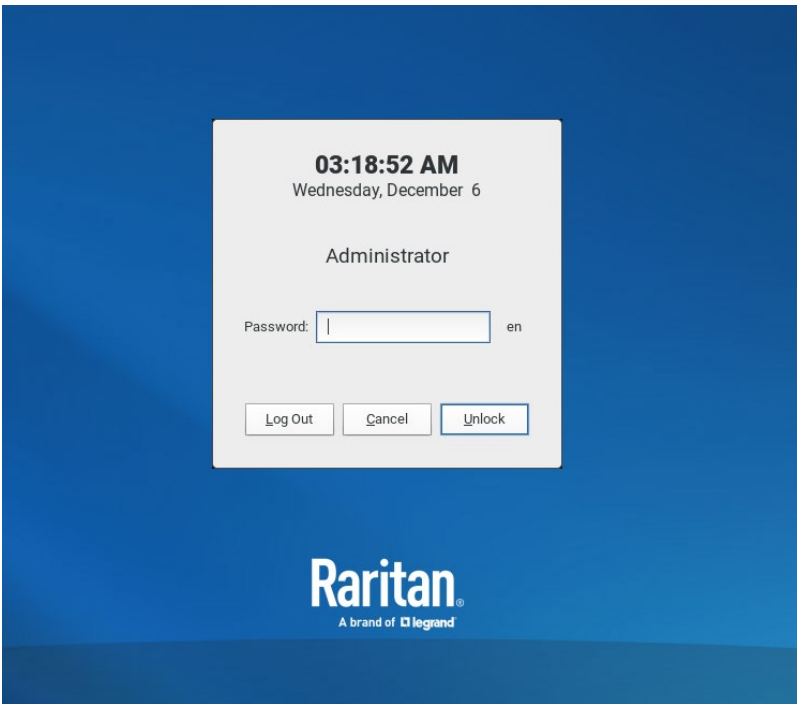 03:18:52 AM
Wednesday, December 6
Administrator
Password: en
Log Out Cancel Unlock
Raritan®
A brand of legrand®